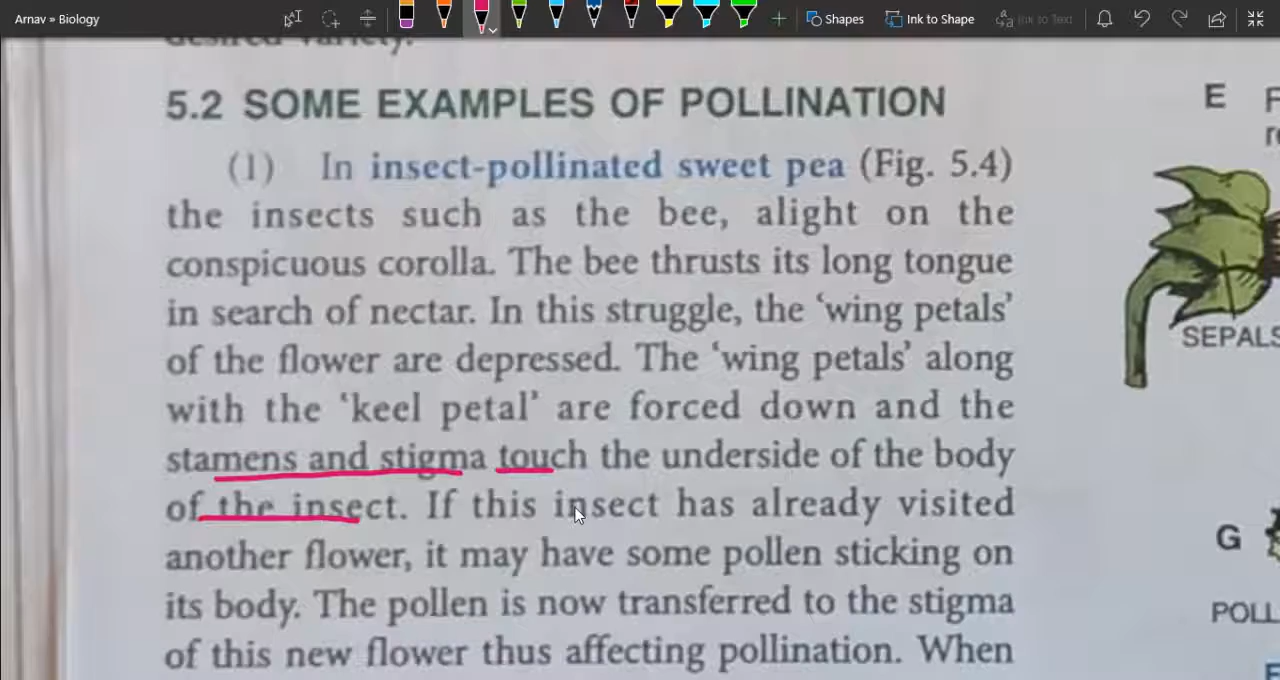 Arnav » Biology
Shapes
Ink to Shape
Ink to Text
desired variety.
5.2 SOME EXAMPLES OF POLLINATION
(1) In insect-pollinated sweet pea (Fig. 5.4)
the insects such as the bee, alight on the
conspicuous corolla. The bee thrusts its long tongue
in search of nectar. In this struggle, the ‘wing petals’
of the flower are depressed. The ‘wing petals’ along
with the ‘keel petal’ are forced down and the
stamens and stigma touch the underside of the body
of the insect. If this insect has already visited
another flower, it may have some pollen sticking on
its body. The pollen is now transferred to the stigma
of this new flower thus affecting pollination. When
E
SEPALS
G
POLL